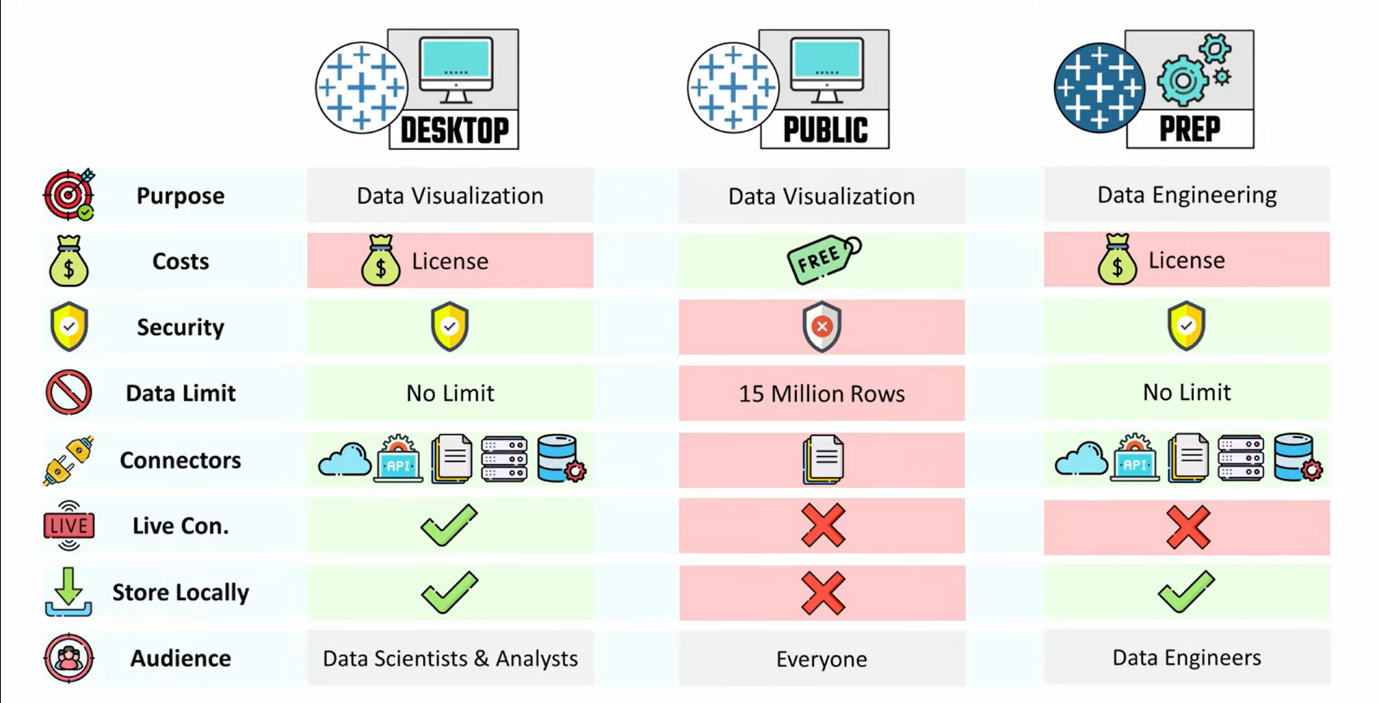 DESKTOP
PUBLIC
PREP
Purpose Data Visualization Data Visualization Data Engineering
$ Costs $ License FREE $ License
Security
Data Limit No Limit 15 Million Rows No Limit
Connectors API API
LIVE Live Con.
Store Locally
Audience Data Scientists & Analysts Everyone Data Engineers